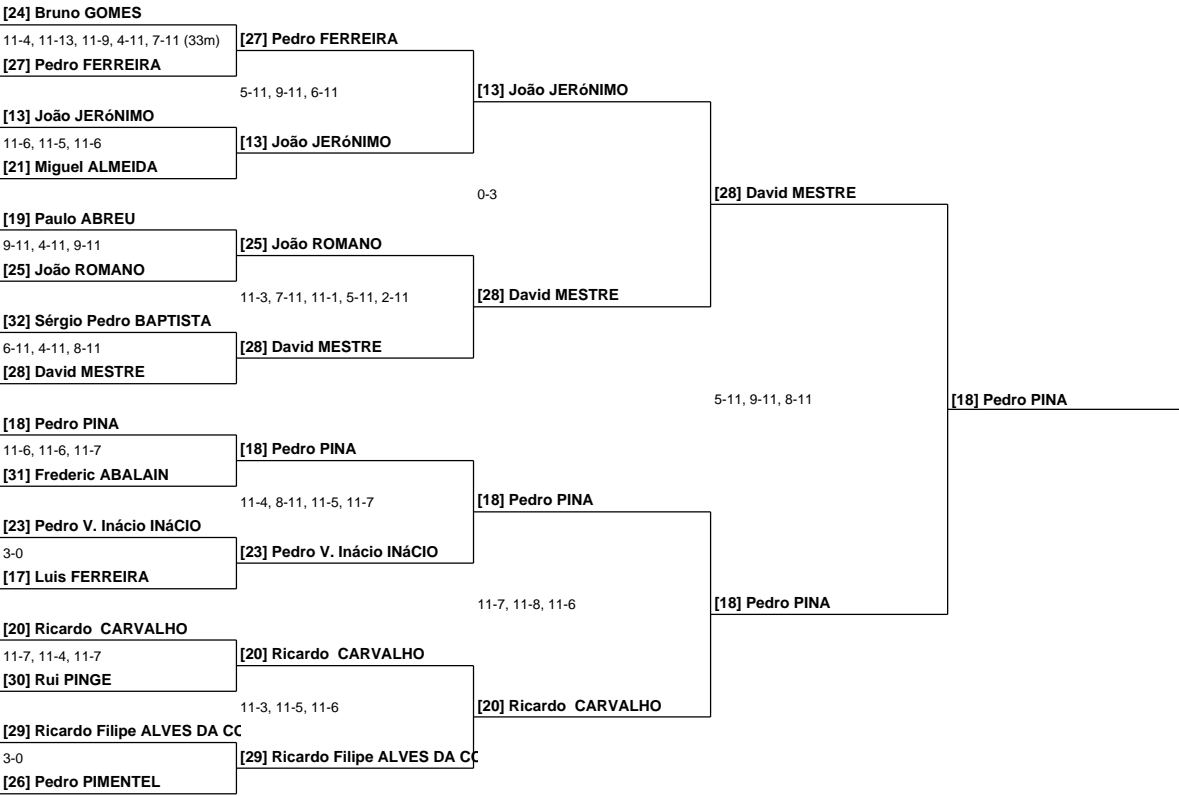 [24] Bruno GOMES
11-4, 11-13, 11-9, 4-11, 7-11 (33m)
[27] Pedro FERREIRA
[13] João JERóNIMO
11-6, 11-5, 11-6
[21] Miguel ALMEIDA
[19] Paulo ABREU
9-11, 4-11, 9-11
[25] João ROMANO
[32] Sérgio Pedro BAPTISTA
6-11, 4-11, 8-11
[28] David MESTRE
[18] Pedro PINA
11-6, 11-6, 11-7
[31] Frederic ABALAIN
[23] Pedro V. Inácio INáCIO
3-0
[17] Luis FERREIRA
[20] Ricardo  CARVALHO
11-7, 11-4, 11-7
[30] Rui PINGE
[29] Ricardo Filipe ALVES DA CO
3-0
[26] Pedro PIMENTEL
[27] Pedro FERREIRA
5-11, 9-11, 6-11
[13] João JERóNIMO
[25] João ROMANO
11-3, 7-11, 11-1, 5-11, 2-11
[28] David MESTRE
[18] Pedro PINA
11-4, 8-11, 11-5, 11-7
[23] Pedro V. Inácio INáCIO
[20] Ricardo  CARVALHO
11-3, 11-5, 11-6
[29] Ricardo Filipe ALVES DA CO
[13] João JERóNIMO
0-3
[28] David MESTRE
[18] Pedro PINA
11-7, 11-8, 11-6
[20] Ricardo  CARVALHO
[28] David MESTRE
5-11, 9-11, 8-11
[18] Pedro PINA
[18] Pedro PINA